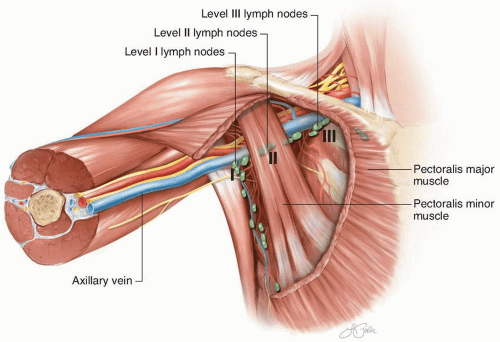 Level III lymph nodes
Level II lymph nodes
Level I lymph nodes
III
II
I
Pectoralis major
muscle
Pectoralis minor
muscle
Axillary vein